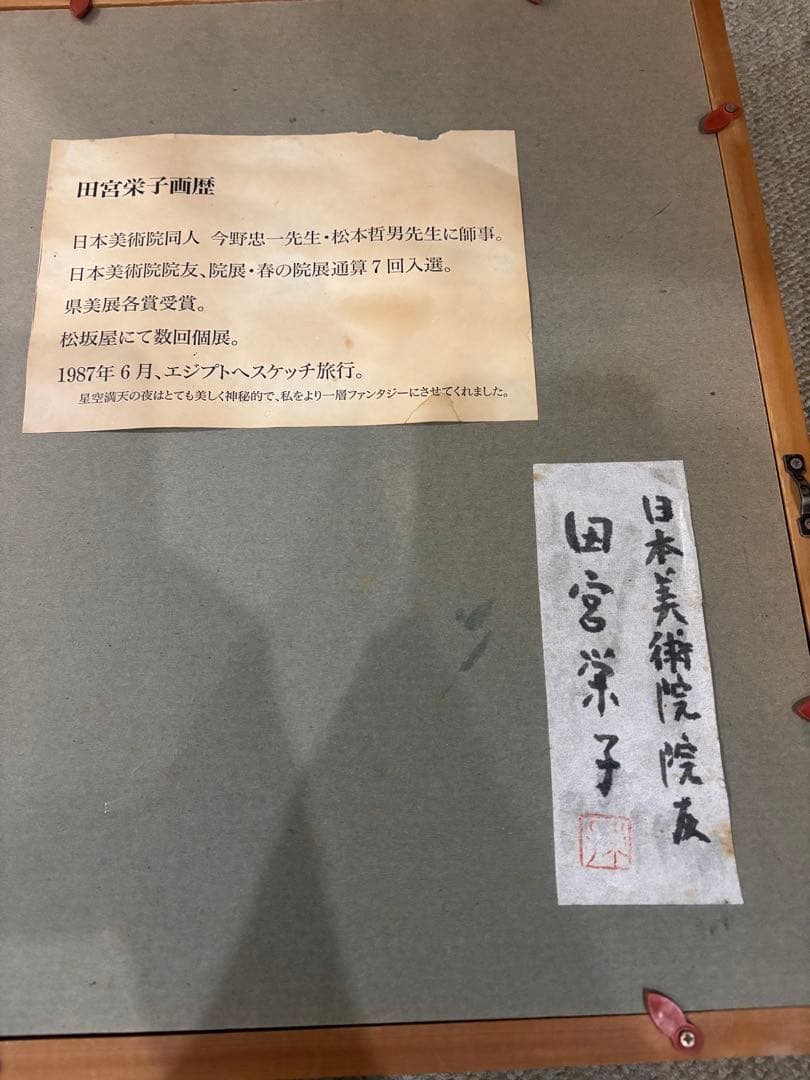 田宮栄子画歴
日本美術院同人 今野忠一先生・松本哲男先生に師事。
日本美術院院友、院展・春の院展通算7回入選。
県美展各賞受賞。
松坂屋にて数回個展。
1987年6月、エジプトへスケッチ旅行。
星空満天の夜はとても美しく神秘的で、私をより一層ファンタジーにさせてくれました。
日本美術院院友
田宮栄子